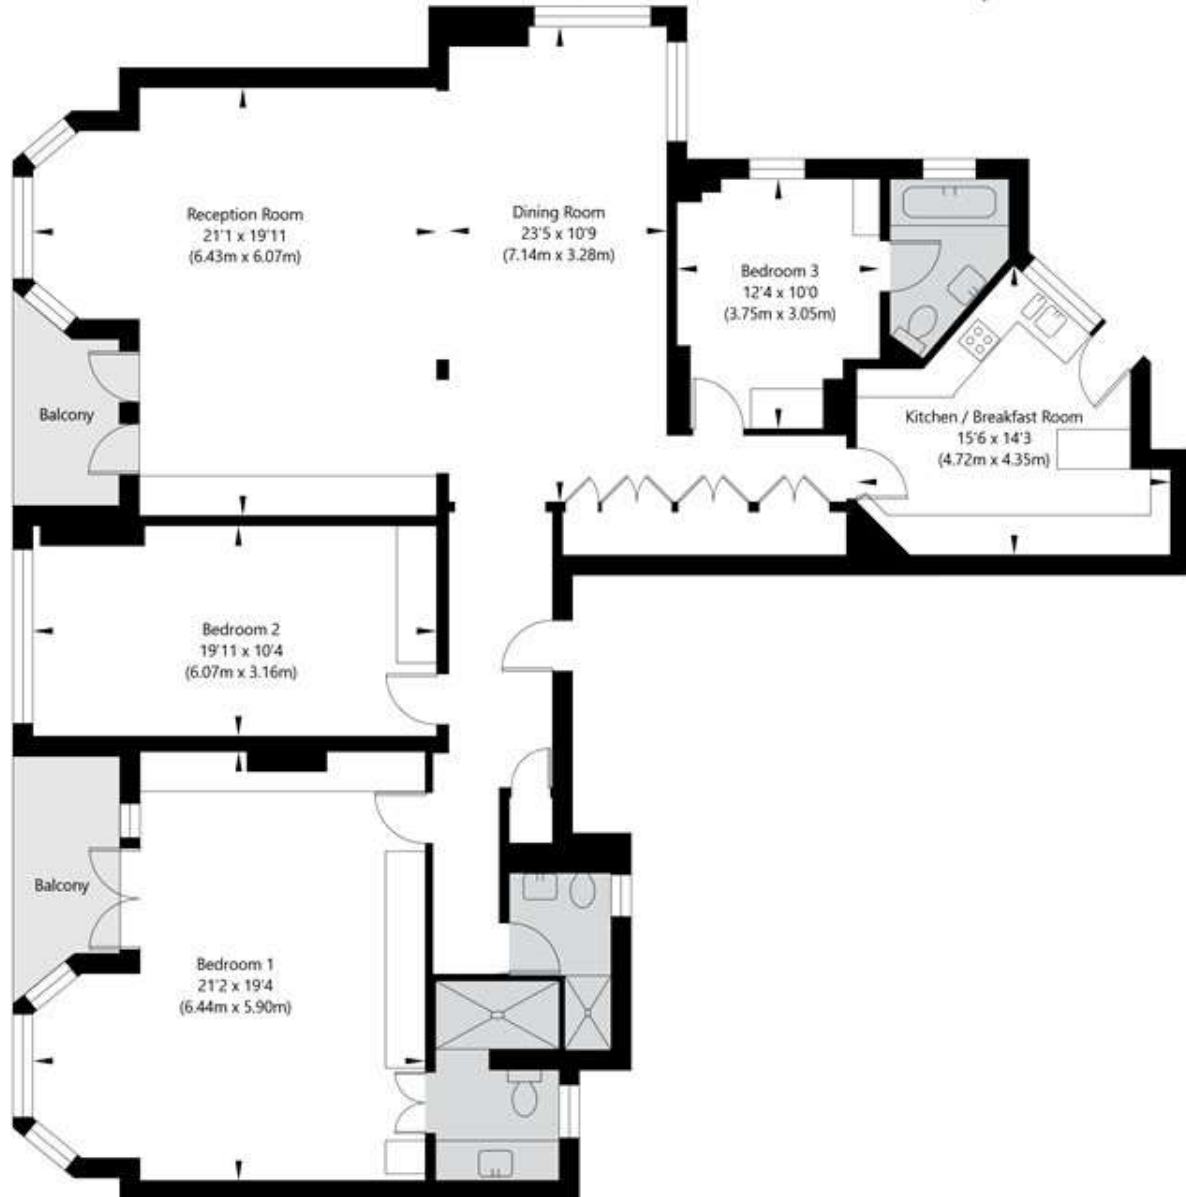 Reception Room
21'1 x 19'11
(6.43m x 6.07m)
Dining Room
23'5 x 10'9
(7.14m x 3.28m)
Bedroom 3
12'4 x 10'0
(3.75m x 3.05m)
Balcony
Kitchen / Breakfast Room
15'6 x 14'3
(4.72m x 4.35m)
Bedroom 2
19'11 x 10'4
(6.07m x 3.16m)
Balcony
Bedroom 1
21'2 x 19'4
(6.44m x 5.90m)